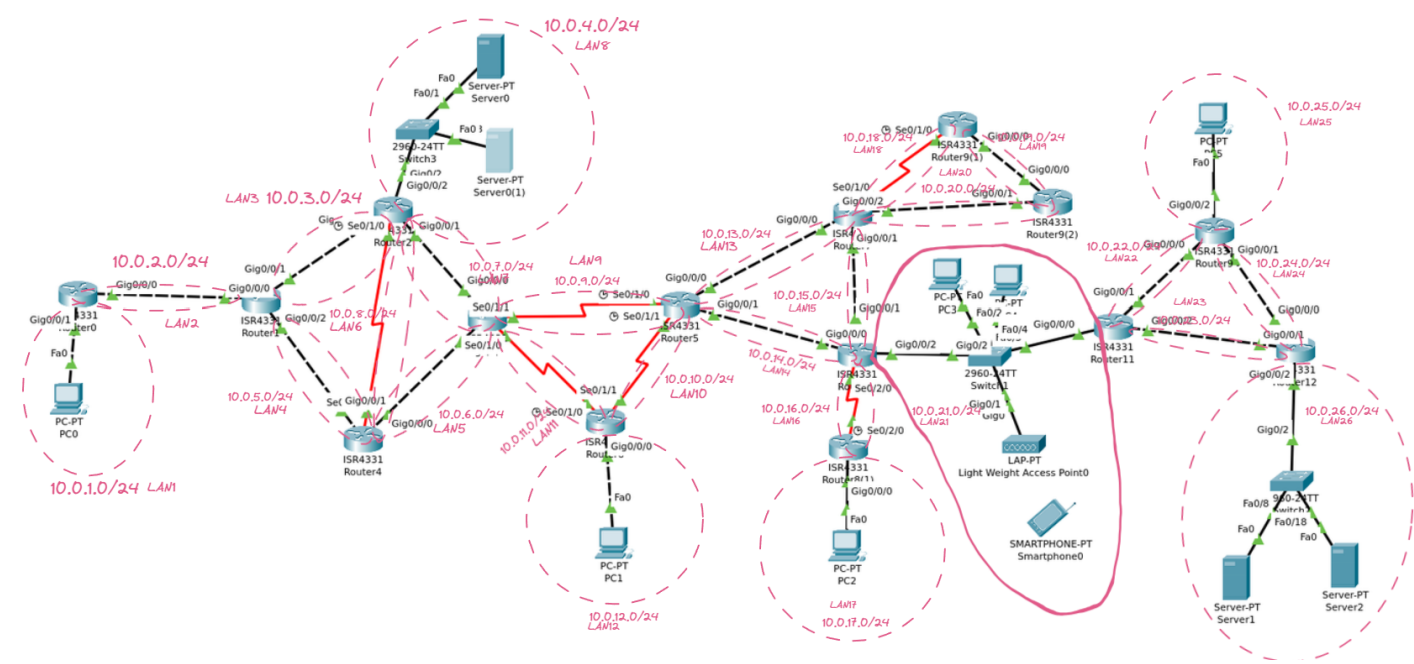 10.0.4.0/24
LAN8
Server-PT
Server0
Fa0
Fa0/1
2960-24TT
Switch3
Gig0/2
Gig0/0/2
Server-PT
Server0(1)
LAN3 10.0.3.0/24
Se0/1/0
Gig0/0/1
10.0.2.0/24
Gig0/0/0
Gig0/0/0
LAN2
Gig0/0/1
Gig0/0/1
Fa0
PC-PT
PC0
10.0.1.0/24 LAN1
Gig0/0/1
ISR4331
Gig0/0/2
10.0.8.0/24
LAN6
10.0.5.0/24
LAN4
Gig0/0/1
ISR4331
Router4
Gig0/0/0
10.0.6.0/24
LAN5
10.0.7.0/24
Se0/1/1
Se0/1/0
LAN9
10.0.9.0/24
Se0/1/0
Se0/1/1
Gig0/0/0
Gig0/0/1
ISR4331
Router5
10.0.10.0/24
LAN10
10.0.11.0/24
LAN11
Se0/1/0
Se0/1/1
Gig0/0/0
Fa0
PC-PT
PC1
10.0.12.0/24
LAN12
10.0.13.0/24
LAN13
Gig0/0/0
10.0.14.0/24
LAN14
10.0.15.0/24
LAN15
Se0/1/0
Gig0/0/2
Gig0/0/1
Gig0/0/1
10.0.18.0/24
LAN18
Se0/1/0
ISR4331
Router9(1)
LAN19
LAN20
10.0.20.0/24
Gig0/0/0
Gig0/0/1
ISR4331
Router9(2)
Gig0/0/0
Gig0/0/2
Se0/2/0
10.0.16.0/24
LAN16
Se0/2/0
ISR4331
Router8(1)
Gig0/0/0
Fa0
PC-PT
PC2
LAN17
10.0.17.0/24
10.0.21.0/24
LAN21
PC-PT
PC3
Fa0
Fa0/4
Gig0/2
2960-24TT
Switch1
Gig0/1
Gig0
LAP-PT
Light Weight Access Point0
SMARTPHONE-PT
Smartphone0
Gig0/0/0
ISR4331
Router11
10.0.25.0/24
LAN25
PC-PT
Fa0
Gig0/0/2
ISR4331
Router9
Gig0/0/0
Gig0/0/1
LAN22
10.0.24.0/24
LAN24
LAN23
Gig0/0/1
Gig0/0/0
Gig0/0/1
Gig0/0/2
10.0.26.0/24
LAN26
Gig0/2
Fa0/8
Fa0/18
Fa0
Fa0
Server-PT
Server1
Server-PT
Server2